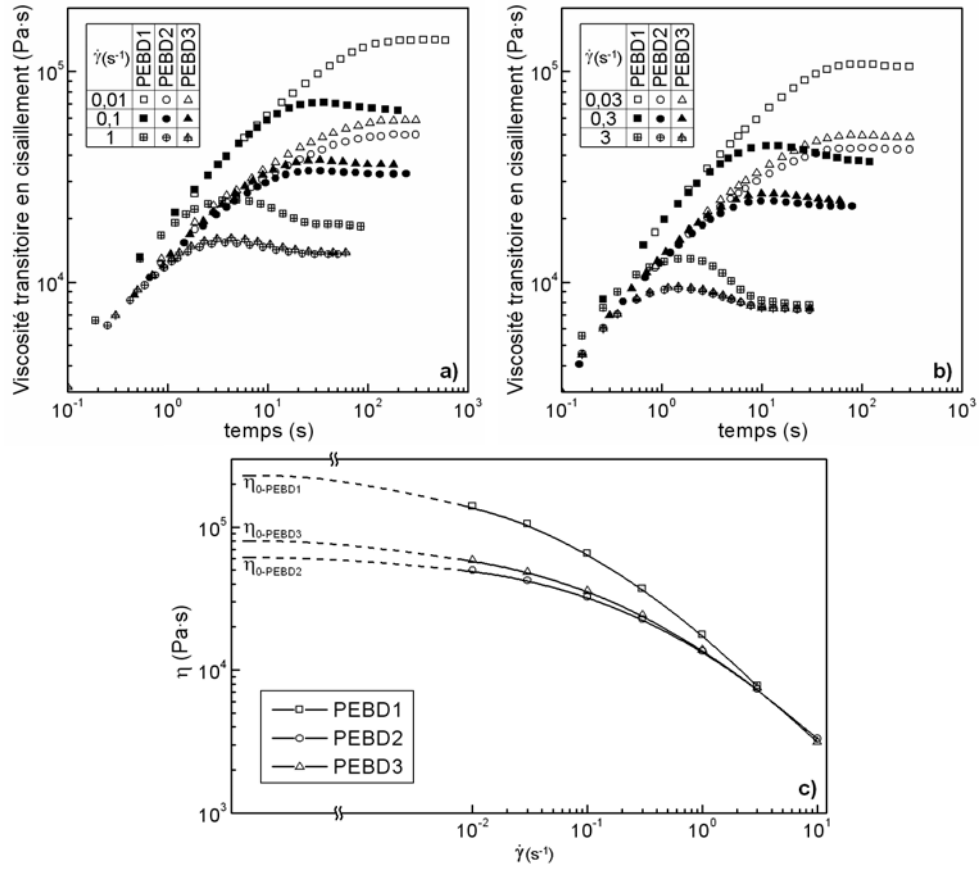 Viscosité transitoire en cisaillement (Pa·s)
γ̇(s⁻¹) PEBD1 PEBD2 PEBD3
0,01
0,1
1
10⁵
10⁴
a)
10⁻¹ 10⁰ 10¹ 10² 10³
temps (s)
Viscosité transitoire en cisaillement (Pa·s)
γ̇(s⁻¹) PEBD1 PEBD2 PEBD3
0,03
0,3
3
10⁵
10⁴
b)
10⁻¹ 10⁰ 10¹ 10² 10³
temps (s)
η (Pa·s)
η₀₋PEBD1
η₀₋PEBD3
η₀₋PEBD2
10⁵
10⁴
10³
PEBD1
PEBD2
PEBD3
c)
10⁻² 10⁻¹ 10⁰ 10¹
γ̇(s⁻¹)